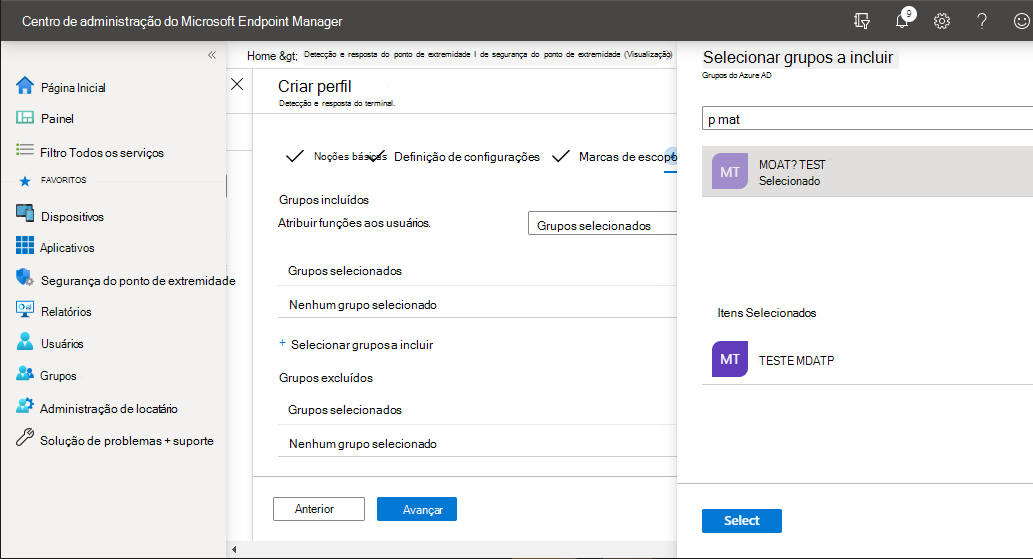 Centro de administração do Microsoft Endpoint Manager
9
Home &gt; Detecção e resposta do ponto de extremidade I de segurança do ponto de extremidade (Visualização)
Página Inicial
Painel
Filtro Todos os serviços
FAVORITOS
Dispositivos
Aplicativos
Segurança do ponto de extremidade
Relatórios
Usuários
Grupos
Administração de locatário
Solução de problemas + suporte
Criar perfil
Detecção e resposta do terminal.
Noções básicas
Definição de configurações
Marcas de escopo
Grupos incluídos
Atribuir funções aos usuários.
Grupos selecionados
Grupos selecionados
Nenhum grupo selecionado
+ Selecionar grupos a incluir
Grupos excluídos
Grupos selecionados
Nenhum grupo selecionado
Anterior
Avançar
Selecionar grupos a incluir
Grupos do Azure AD
p mat
MT
MOAT? TEST
Selecionado
Itens Selecionados
MT
TESTE MDATP
Select